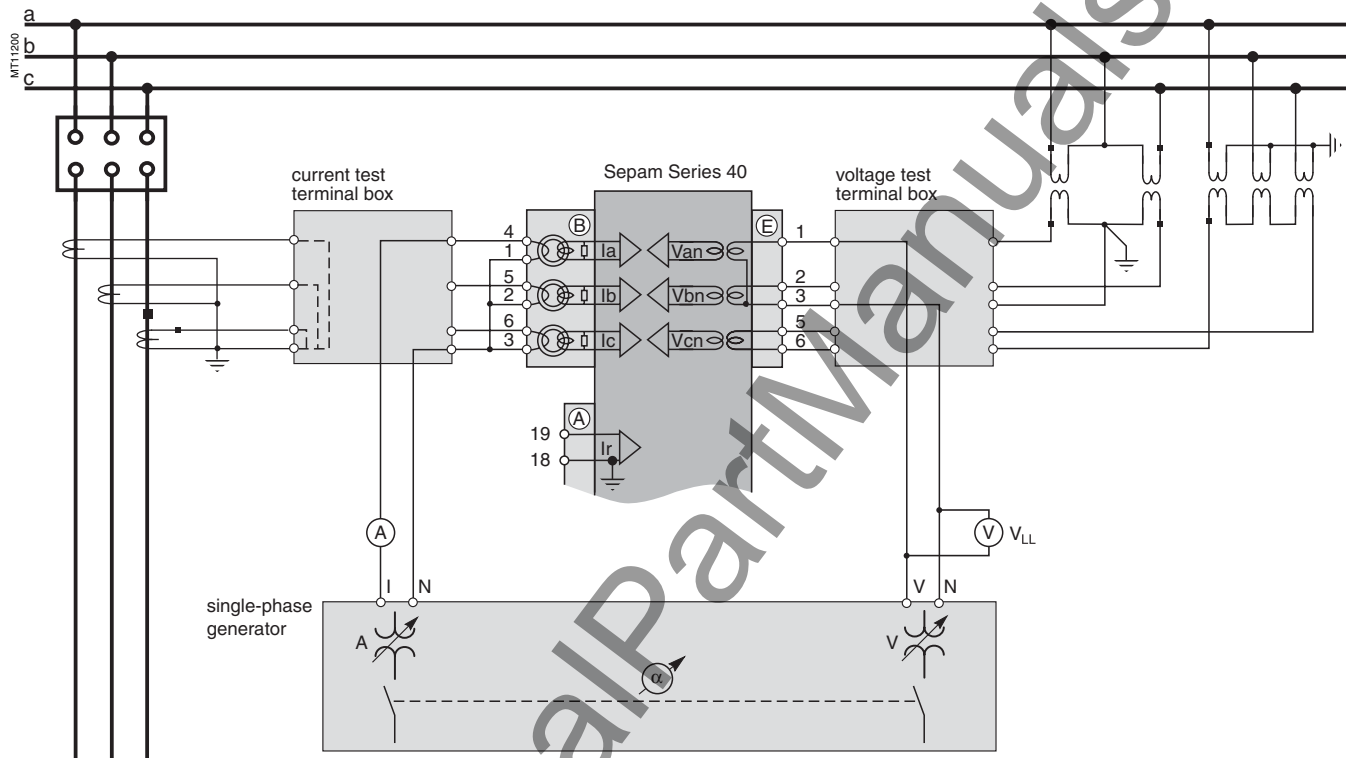 a
b
c
MT11200
current test
terminal box
Sepam Series 40
voltage test
terminal box
B
E
4
1
5
2
6
3
Ia
Ib
Ic
Van
Vbn
Vcn
1
2
3
5
6
A
19
18
Ir
A
V
VLL
I
N
V
N
single-phase
generator
A
V
α
alPartManuals